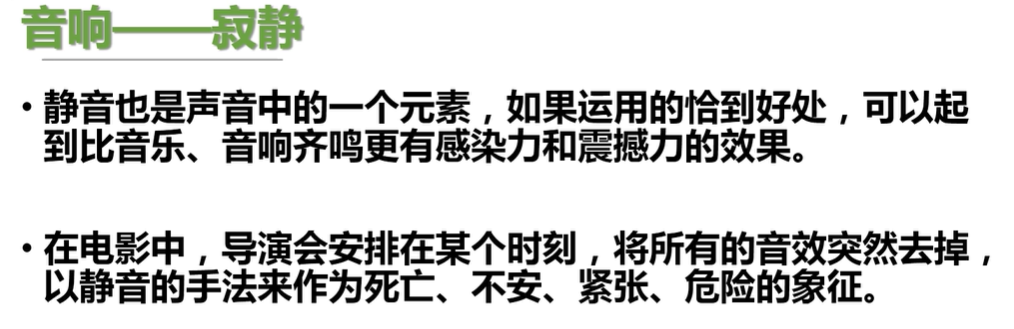 音响——寂静
• 静音也是声音中的一个元素，如果运用的恰到好处，可以起
到比音乐、音响齐鸣更有感染力和震撼力的效果。
• 在电影中，导演会安排在某个时刻，将所有的音效突然去掉，
以静音的手法来作为死亡、不安、紧张、危险的象征。